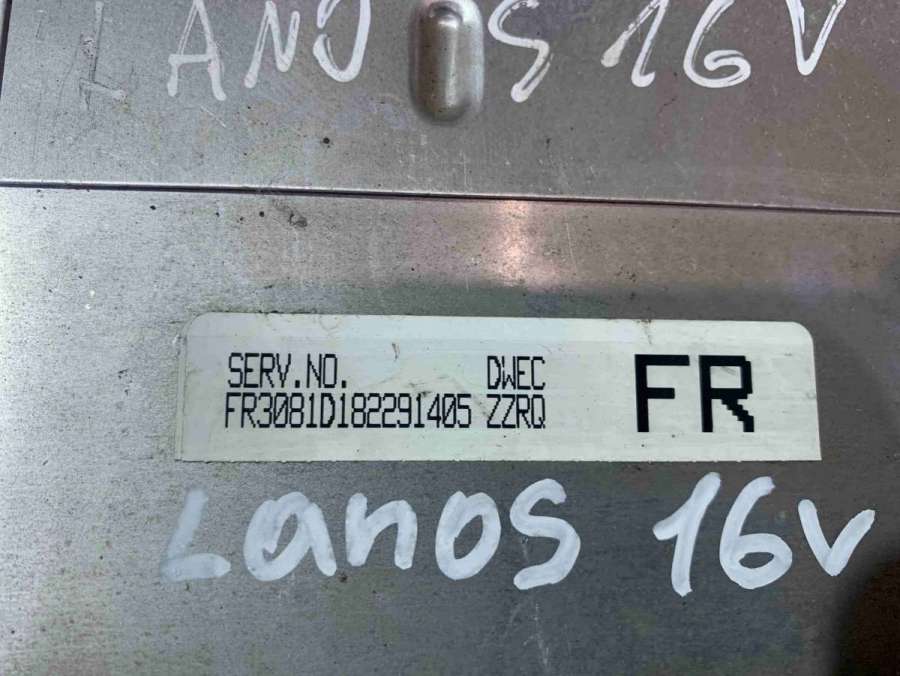 LANOS 16V
SERV.NO. DWEC
FR3081D182291405 ZZRQ
FR
Lanos 16v